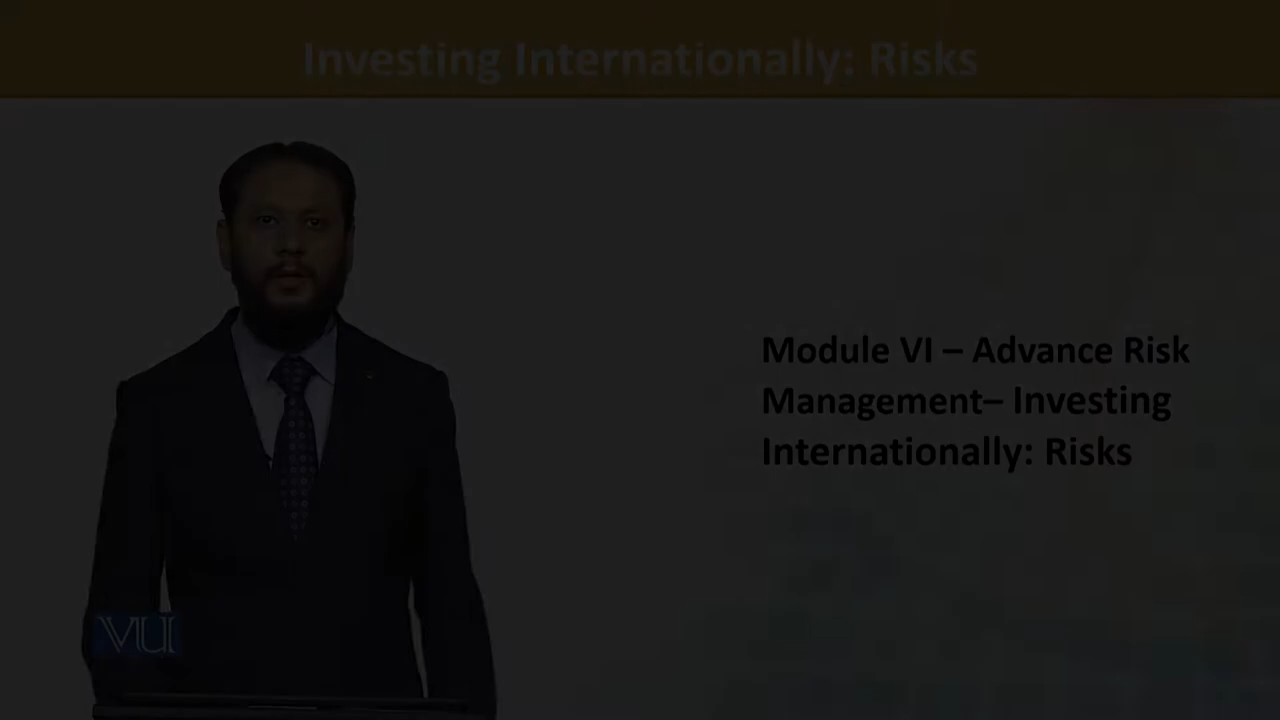 Investing Internationally: Risks
Module VI – Advance Risk
Management– Investing
Internationally: Risks
VU